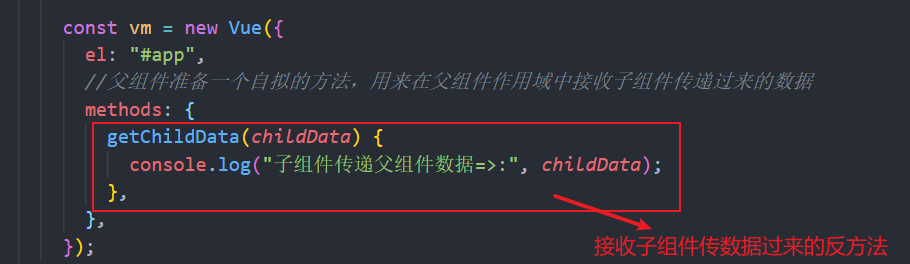 const vm = new Vue({
el: "#app",
//父组件准备一个自拟的方法，用来在父组件作用域中接收子组件传递过来的数据
methods: {
getChildData(childData) {
console.log("子组件传递父组件数据=>:", childData);
},
},
});
接收子组件传数据过来的反方法